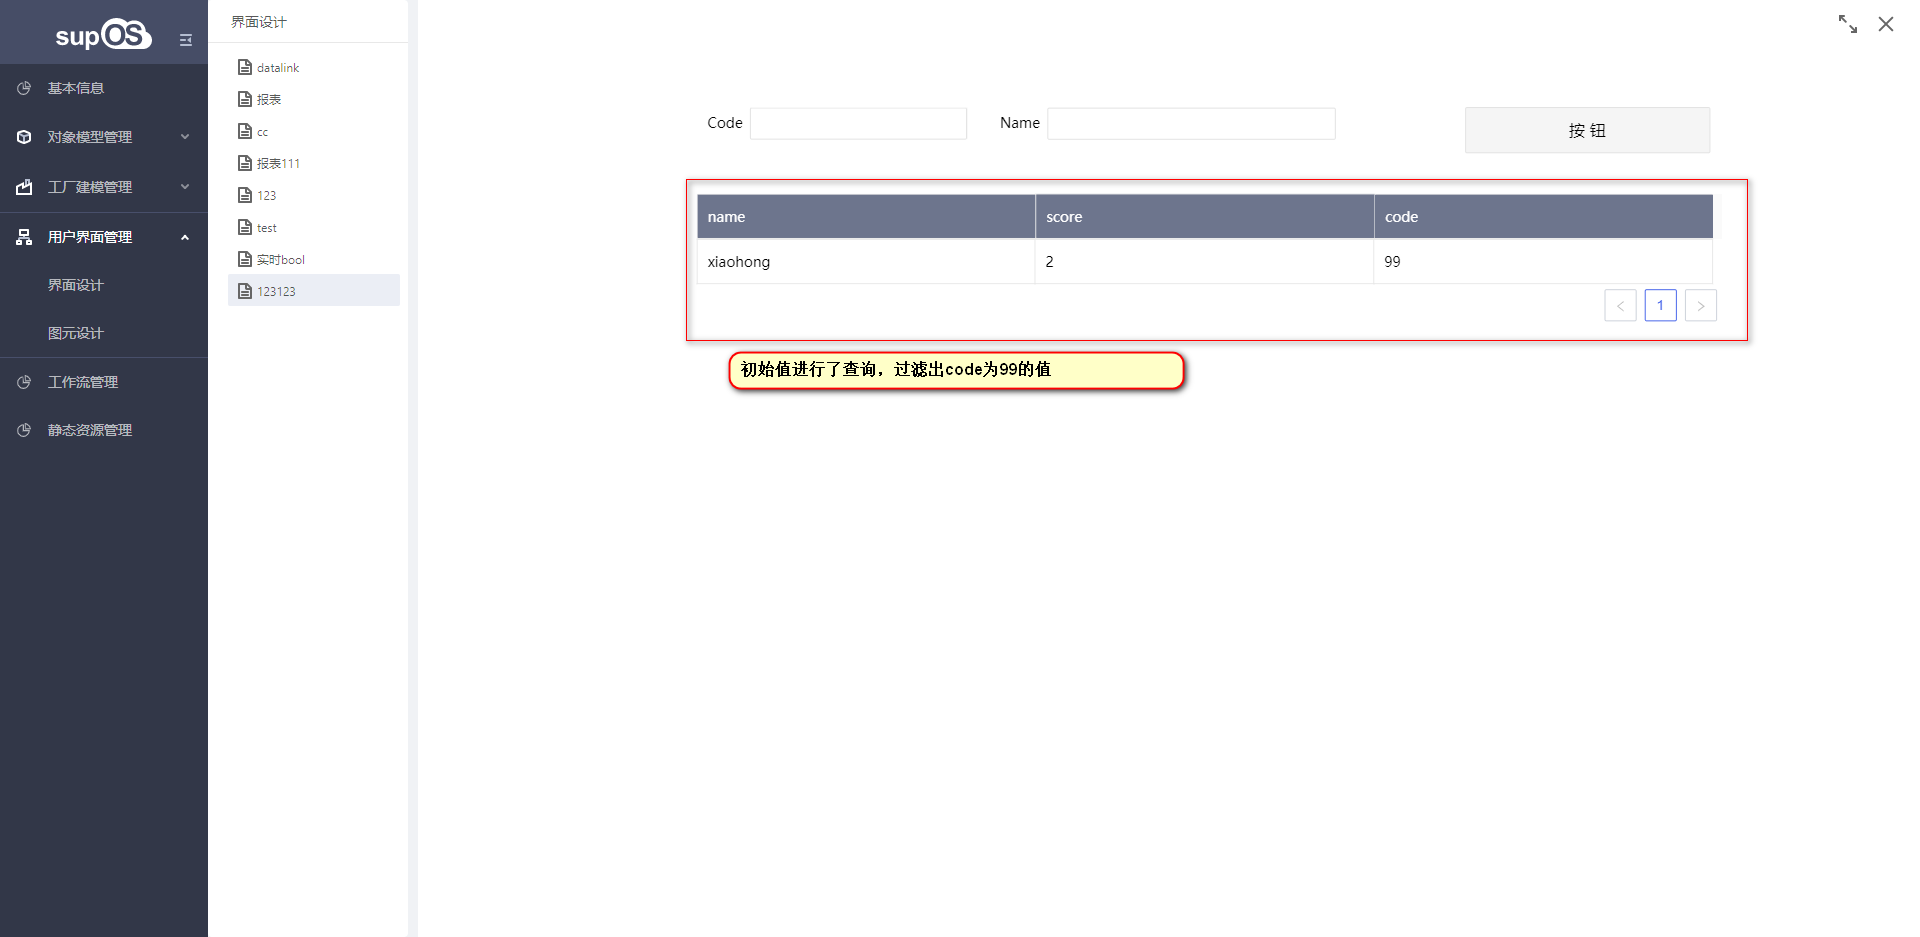 supOS
基本信息
对象模型管理
工厂建模管理
用户界面管理
界面设计
图元设计
工作流管理
静态资源管理
界面设计
datalink
报表
cc
报表111
123
test
实时bool
123123
Code
Name
按 钮
name score code
xiaohong 2 99
< 1 >
初始值进行了查询，过滤出code为99的值